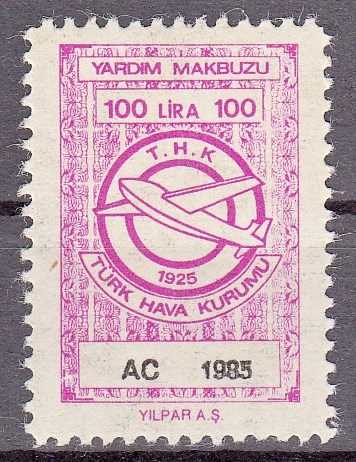 YARDIM MAKBUZU
100 LİRA 100
T.H.K
1925
TÜRK HAVA KURUMU
AC 1985
YILPAR A.Ş.